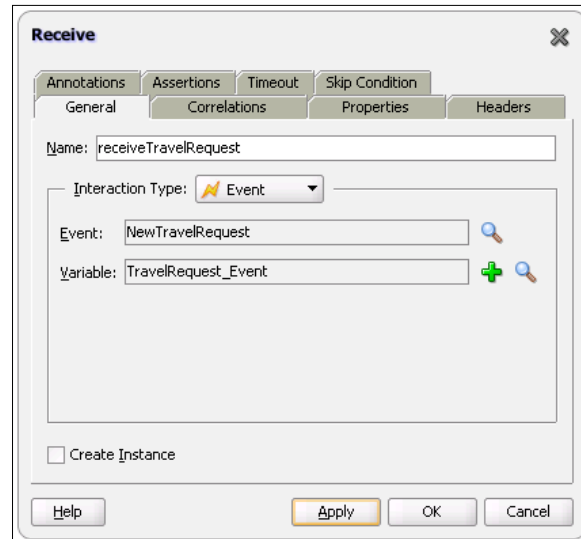 Receive
Annotations Assertions Timeout Skip Condition
General Correlations Properties Headers
Name: receiveTravelRequest
Interaction Type: Event
Event: NewTravelRequest
Variable: TravelRequest_Event
Create Instance
Help Apply OK Cancel